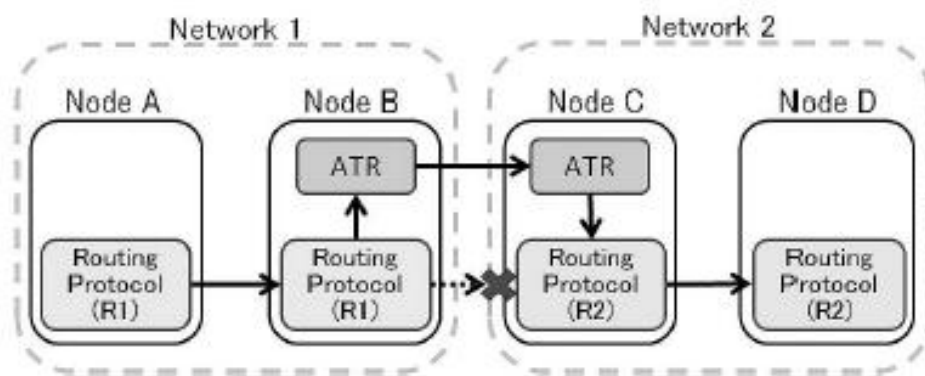 Network 1
Network 2
Node A
Node B
Node C
Node D
ATR
ATR
Routing
Protocol
(R1)
Routing
Protocol
(R1)
Routing
Protocol
(R2)
Routing
Protocol
(R2)